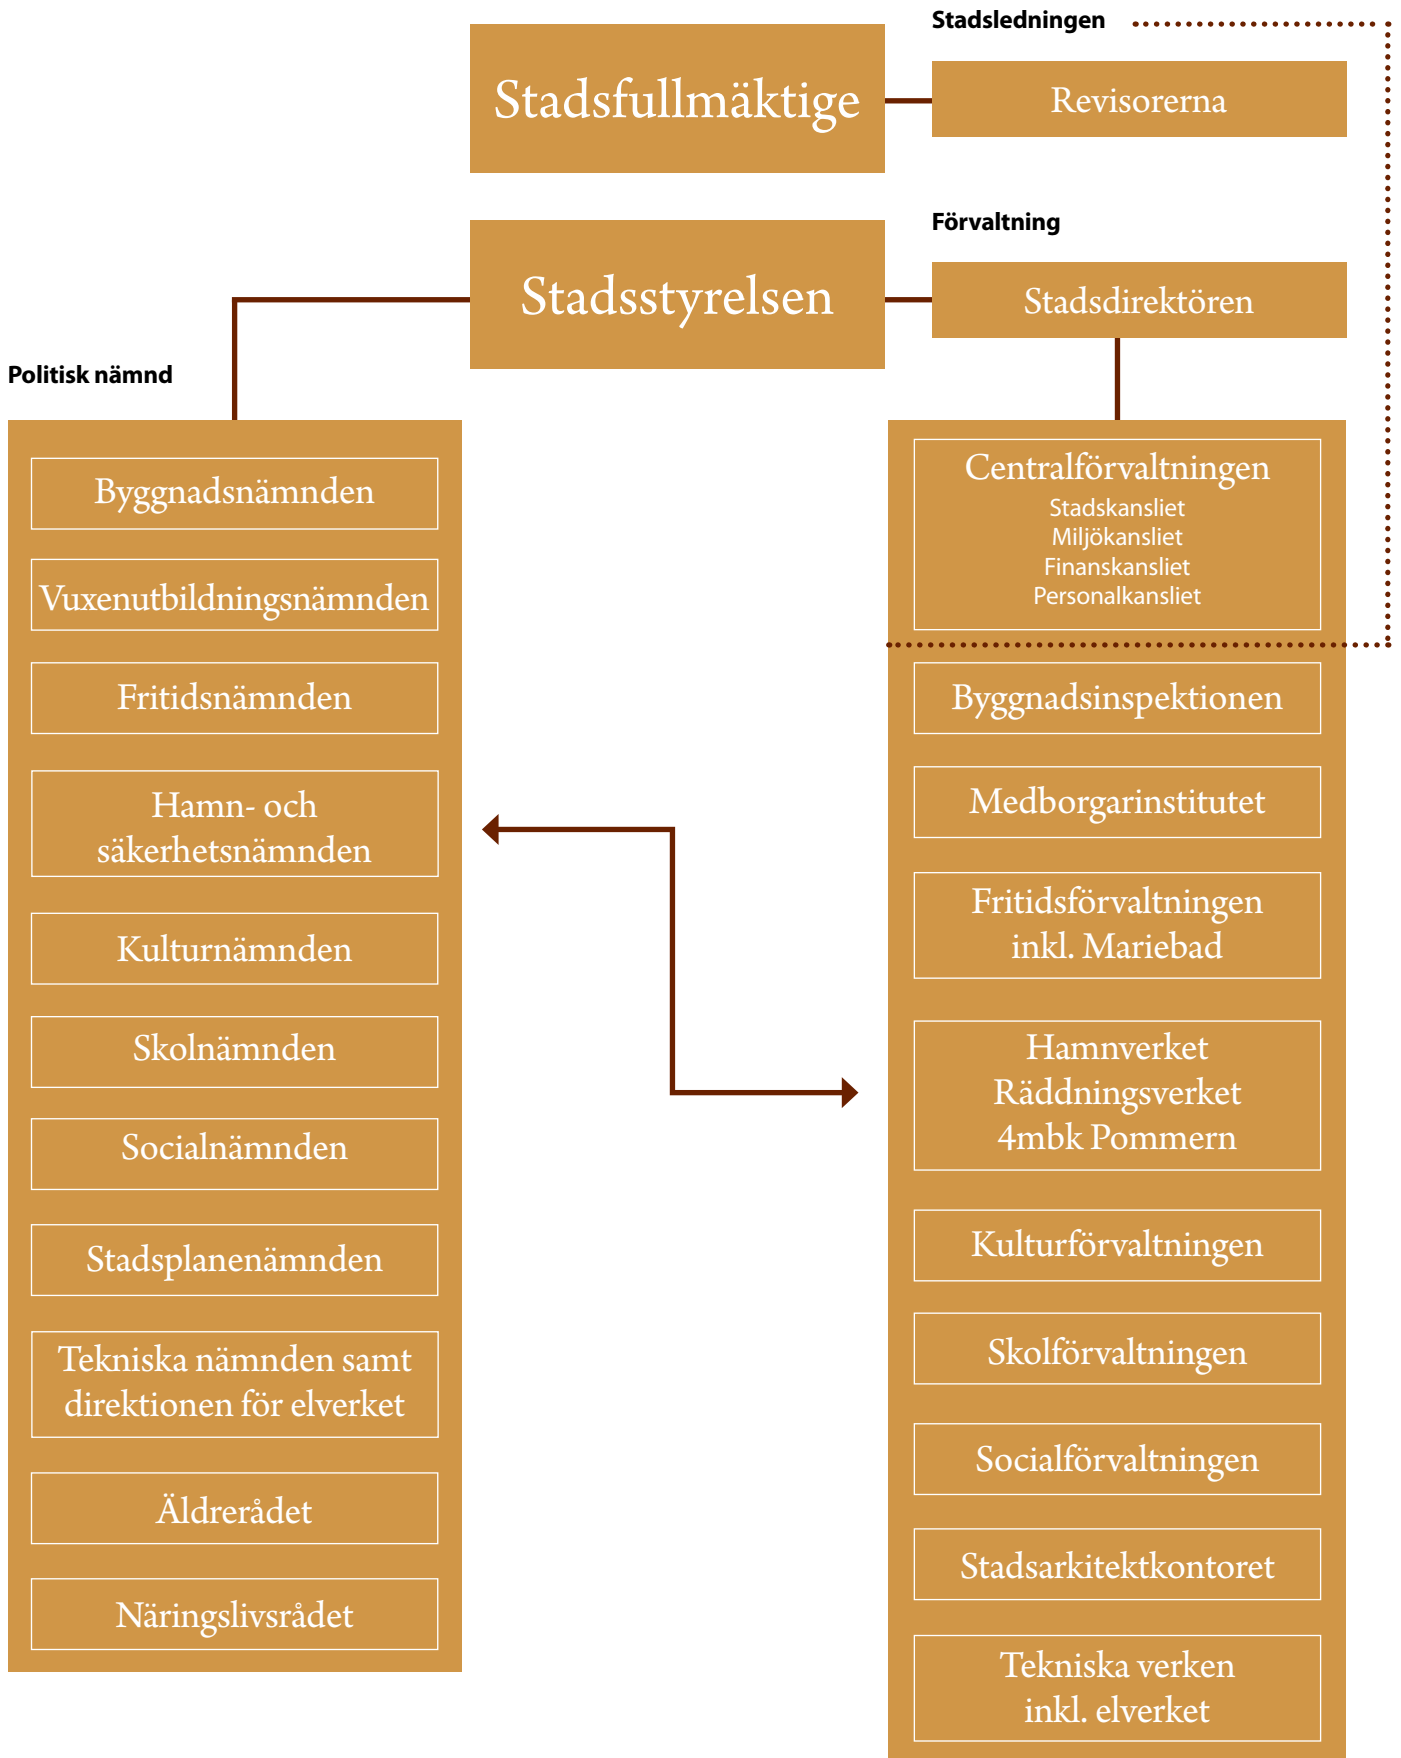 Stadsledningen
Stadsfullmäktige
Revisorerna
Förvaltning
Stadsstyrelsen
Stadsdirektören
Politisk nämnd
Byggnadsnämnden
Vuxenutbildningsnämnden
Fritidsnämnden
Hamn- och
säkerhetsnämnden
Kulturnämnden
Skolnämnden
Socialnämnden
Stadsplanenämnden
Tekniska nämnden samt
direktionen för elverket
Äldrerådet
Näringslivsrådet
Centralförvaltningen
Stadskansliet
Miljökansliet
Finanskansliet
Personalkansliet
Byggnadsinspektionen
Medborgarinstitutet
Fritidsförvaltningen
inkl. Mariebad
Hamnverket
Räddningsverket
4mbk Pommern
Kulturförvaltningen
Skolförvaltningen
Socialförvaltningen
Stadsarkitektkontoret
Tekniska verken
inkl. elverket